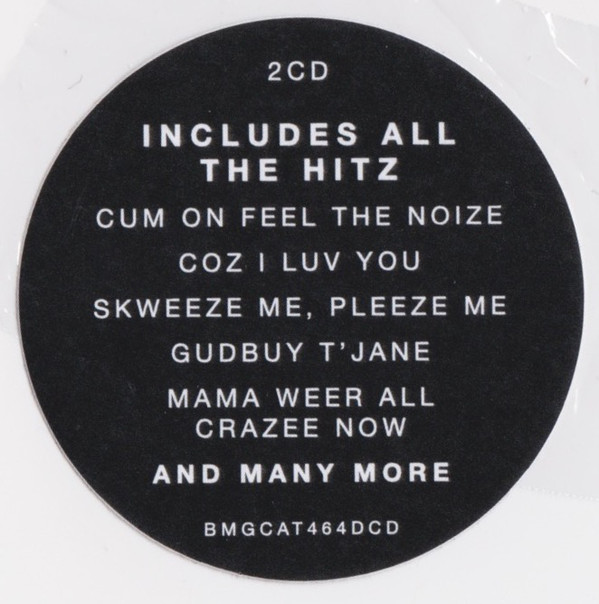 2CD
INCLUDES ALL
THE HITZ
CUM ON FEEL THE NOIZE
COZ I LUV YOU
SKWEEZE ME, PLEEZE ME
GUDBUY T'JANE
MAMA WEER ALL
CRAZEE NOW
AND MANY MORE
BMGCAT464DCD